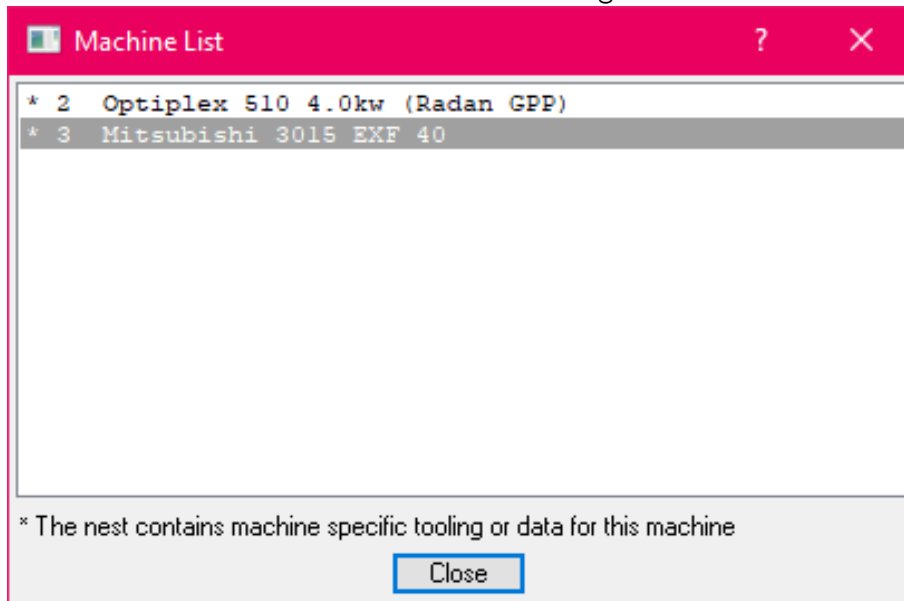 Machine List ? ×
* 2 Optiplex 510 4.0kw (Radan GPP)
* 3 Mitsubishi 3015 EXF 40
* The nest contains machine specific tooling or data for this machine
Close